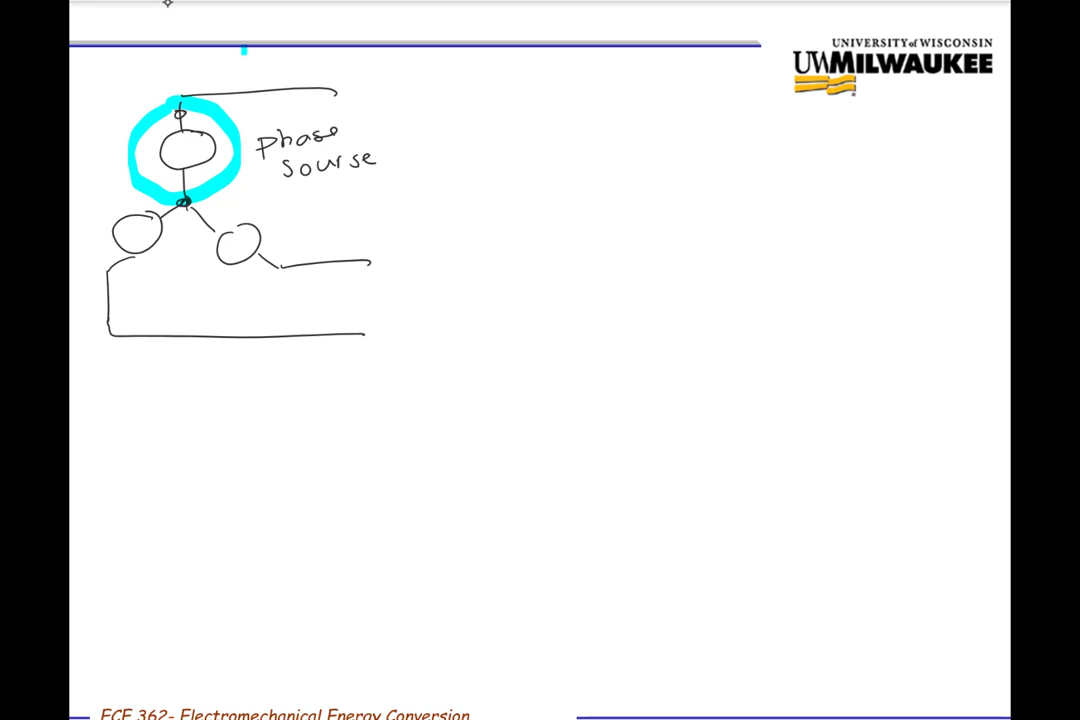 UNIVERSITY of WISCONSIN
UWMILWAUKEE
phase
sourse
ECE 362- Electromechanical Energy Conversion